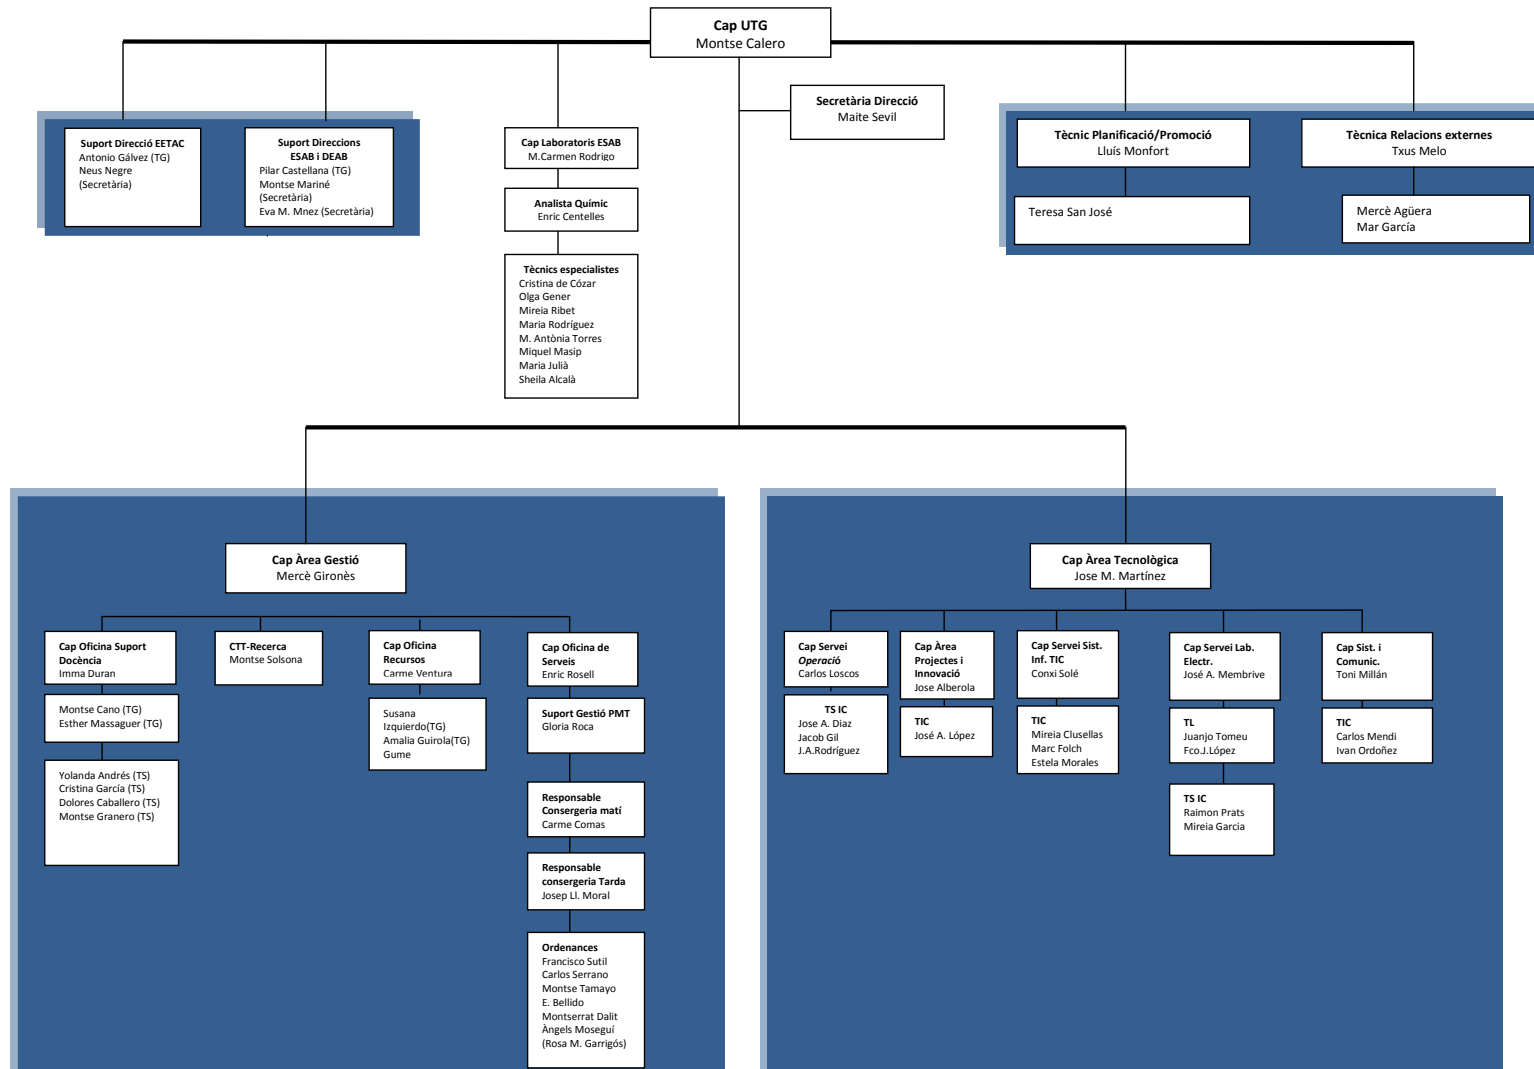 Cap UTG
Montse Calero
Secretària Direcció
Maite Sevil
Suport Direcció EETAC
Antonio Gálvez (TG)
Neus Negre
(Secretària)
Suport Direccions
ESAB i DEAB
Pilar Castellana (TG)
Montse Mariné
(Secretària)
Eva M. Mnez (Secretària)
Cap Laboratoris ESAB
M.Carmen Rodrigo
Analista Químic
Enric Centelles
Tècnics especialistes
Cristina de Cózar
Olga Gener
Mireia Ribet
Maria Rodríguez
M. Antònia Torres
Miquel Masip
Maria Julià
Sheila Alcalà
Tècnic Planificació/Promoció
Lluís Monfort
Teresa San José
Tècnica Relacions externes
Txus Melo
Mercè Agüera
Mar García
Cap Àrea Gestió
Mercè Gironès
Cap Oficina Suport
Docència
Imma Duran
Montse Cano (TG)
Esther Massaguer (TG)
Yolanda Andrés (TS)
Cristina García (TS)
Dolores Caballero (TS)
Montse Granero (TS)
CTT-Recerca
Montse Solsona
Cap Oficina
Recursos
Carme Ventura
Susana
Izquierdo(TG)
Amalia Guirola(TG)
Gume
Cap Oficina de
Serveis
Enric Rosell
Suport Gestió PMT
Gloria Roca
Responsable
Consergeria matí
Carme Comas
Responsable
consergeria Tarda
Josep Ll. Moral
Ordenances
Francisco Sutil
Carlos Serrano
Montse Tamayo
E. Bellido
Montserrat Dalit
Àngels Moseguí
(Rosa M. Garrigós)
Cap Àrea Tecnològica
Jose M. Martínez
Cap Servei
Operació
Carlos Loscos
TS IC
Jose A. Diaz
Jacob Gil
J.A.Rodríguez
Cap Àrea
Projectes i
Innovació
Jose Alberola
TIC
José A. López
Cap Servei Sist.
Inf. TIC
Conxi Solé
TIC
Mireia Clusellas
Marc Folch
Estela Morales
Cap Servei Lab.
Electr.
José A. Membrive
TL
Juanjo Tomeu
Fco.J.López
TS IC
Raimon Prats
Mireia Garcia
Cap Sist. i
Comunic.
Toni Millán
TIC
Carlos Mendi
Ivan Ordoñez